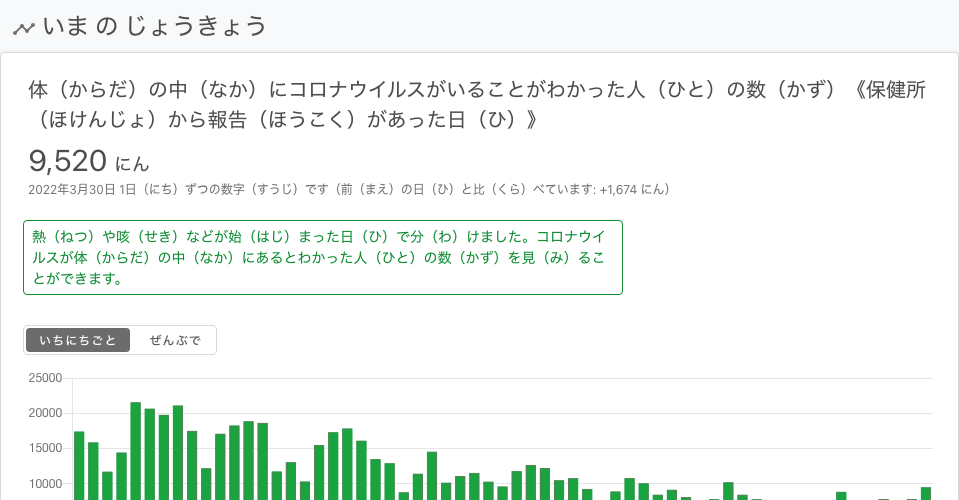 いま の じょうきょう
体（からだ）の中（なか）にコロナウイルスがいることがわかった人（ひと）の数（かず）《保健所
（ほけんじょ）から報告（ほうこく）があった日（ひ）》
9,520 にん
2022年3月30日 1日（にち）ずつの数字（すうじ）です（前（まえ）の日（ひ）と比（くら）べています: +1,674 にん）
熱（ねつ）や咳（せき）などが始（はじ）まった日（ひ）で分（わ）けました。コロナウイ
ルスが体（からだ）の中（なか）にあるとわかった人（ひと）の数（かず）を見（み）るこ
とができます。
いちにちごと ぜんぶで
25000
20000
15000
10000